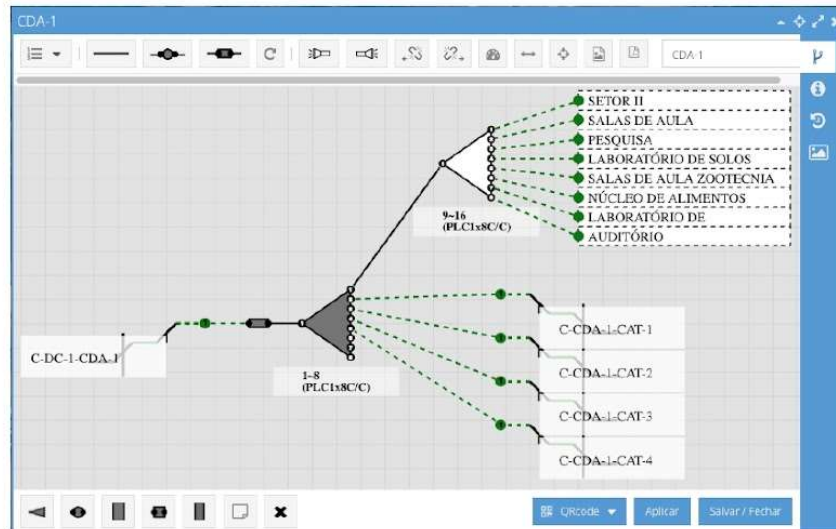 CDA-1
CDA-1
SETOR II
SALAS DE AULA
PESQUISA
LABORATÓRIO DE SOLOS
SALAS DE AULA ZOOTECNIA
NÚCLEO DE ALIMENTOS
LABORATÓRIO DE
AUDITÓRIO
9~16
(PLC1x8C/C)
C-DC-1-CDA-1
1~8
(PLC1x8C/C)
C-CDA-1-CAT-1
C-CDA-1-CAT-2
C-CDA-1-CAT-3
C-CDA-1-CAT-4
QRcode
Aplicar
Salvar / Fechar